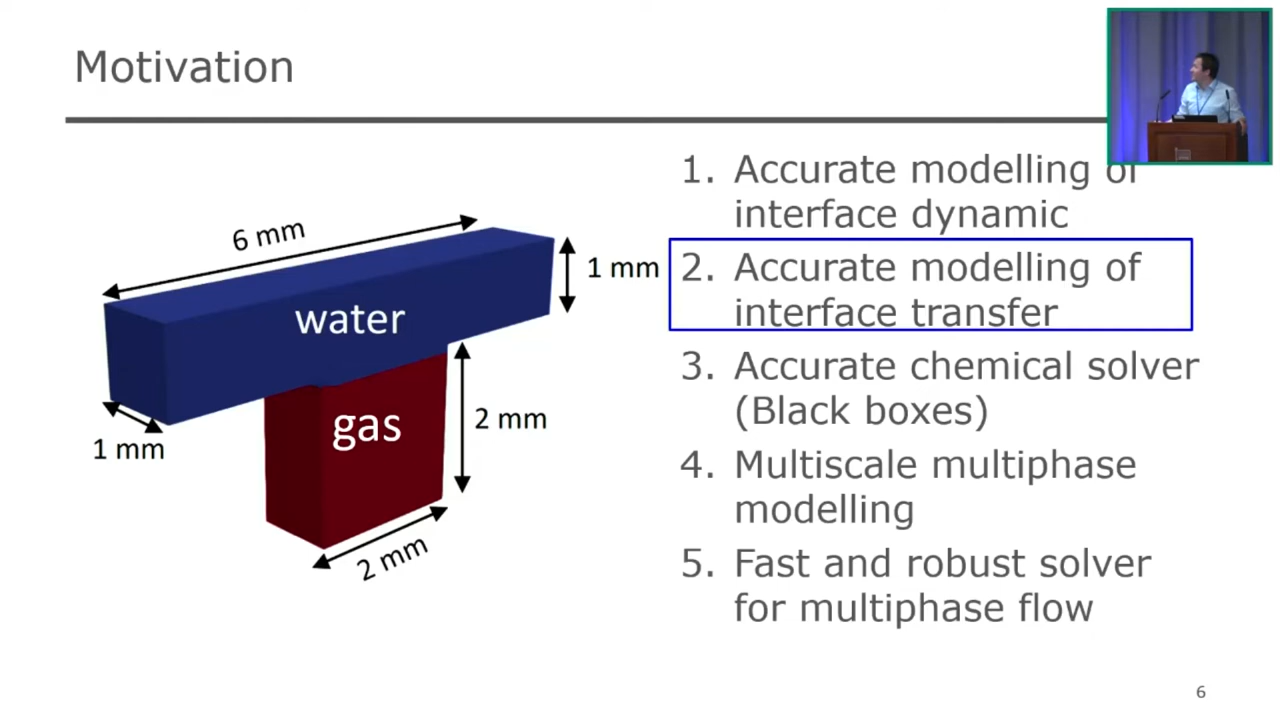 Motivation
6 mm
1 mm
water
gas
1 mm
2 mm
2 mm
1. Accurate modelling of
interface dynamic
2. Accurate modelling of
interface transfer
3. Accurate chemical solver
(Black boxes)
4. Multiscale multiphase
modelling
5. Fast and robust solver
for multiphase flow
6